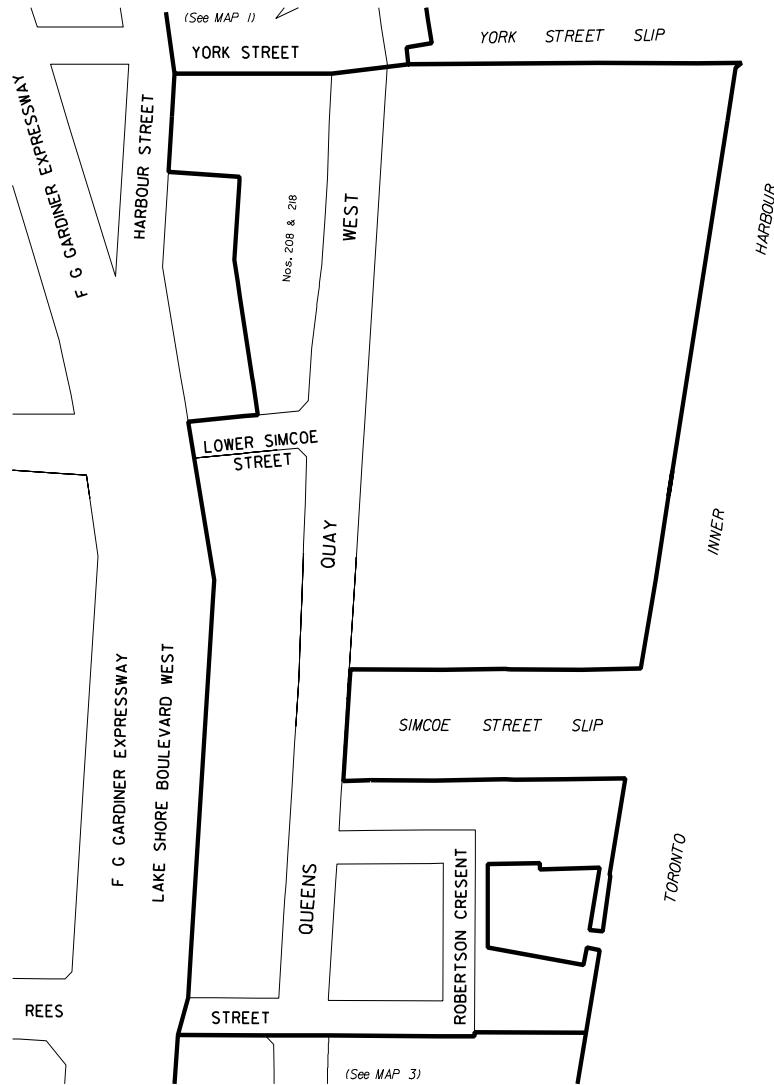 (See MAP 1)
YORK STREET
YORK STREET SLIP
F G GARDINER EXPRESSWAY
HARBOUR STREET
Nos. 208 & 218
WEST
HARBOUR
LOWER SIMCOE
STREET
QUAY
INNER
F G GARDINER EXPRESSWAY
LAKE SHORE BOULEVARD WEST
SIMCOE STREET SLIP
QUEENS
ROBERTSON CRESENT
TORONTO
REES
STREET
(See MAP 3)